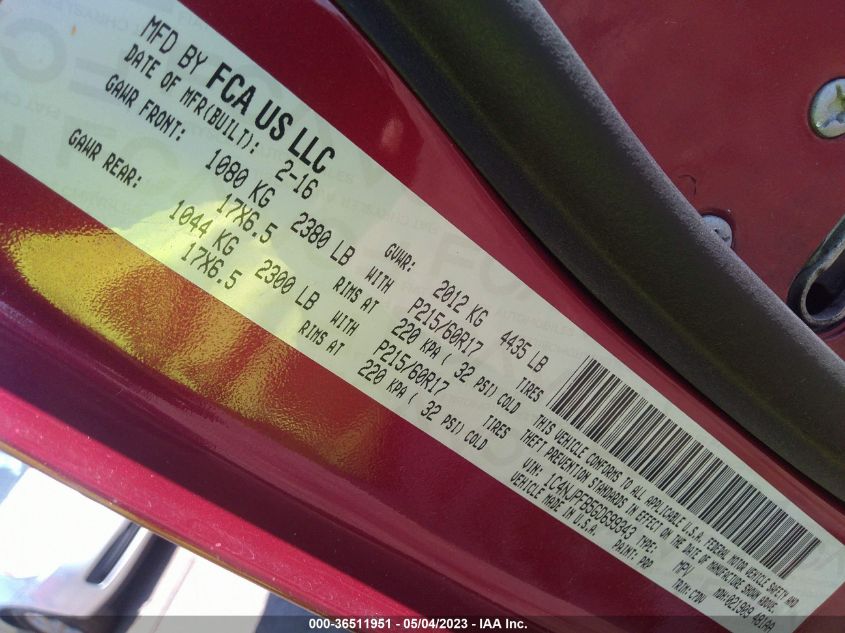 MFD BY FCA US LLC
DATE OF MFR(BUILT): 2-16 GVWR: 2012 KG 4435 LB
GAWR FRONT: 1080 KG 2380 LB WITH P215/60R17 TIRES
17X6.5 RIMS AT 220 KPA ( 32 PSI) COLD
GAWR REAR: 1044 KG 2300 LB WITH P215/60R17 TIRES
17X6.5 RIMS AT 220 KPA ( 32 PSI) COLD
THIS VEHICLE CONFORMS TO ALL APPLICABLE U.S.A. FEDERAL MOTOR VEHICLE SAFETY AND
THEFT PREVENTION STANDARDS IN EFFECT ON THE DATE OF MANUFACTURE SHOWN ABOVE.
VIN: 1C4NJPFB5GD699343 TYPE: MPV MDH:021909 481AA
VEHICLE MADE IN U.S.A. PAINT: PRP TRIM:
000-36511951 - 05/04/2023 - IAA Inc.